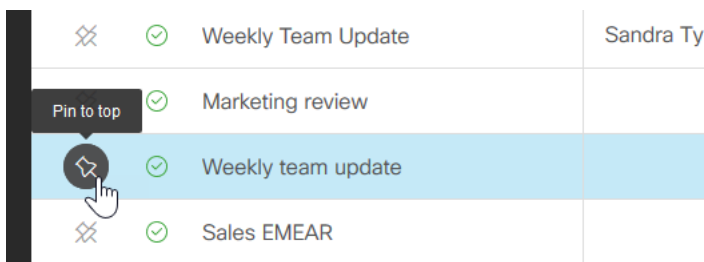 Weekly Team Update
Sandra Ty
Marketing review
Pin to top
Weekly team update
Sales EMEAR